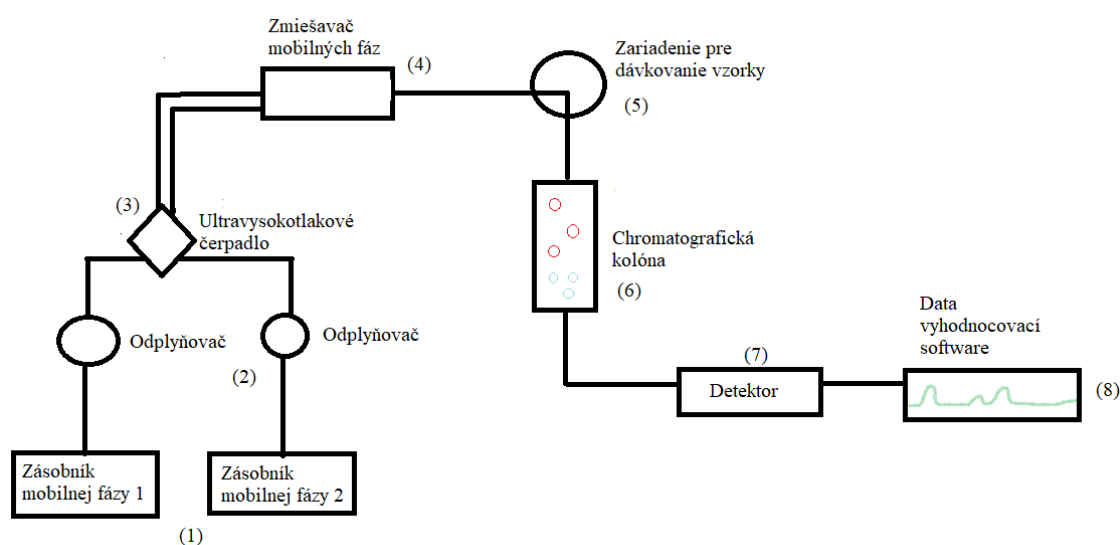 Zmiešavač
mobilných fáz
(4)
Zariadenie pre
dávkovanie vzorky
(5)
(3)
Ultravysokotlakové
čerpadlo
Chromatografická
kolóna
(6)
Odplyňovač
Odplyňovač
(2)
Data
vyhodnocovací
software
(7)
Detektor
(8)
Zásobník
mobilnej fázy 1
Zásobník
mobilnej fázy 2
(1)